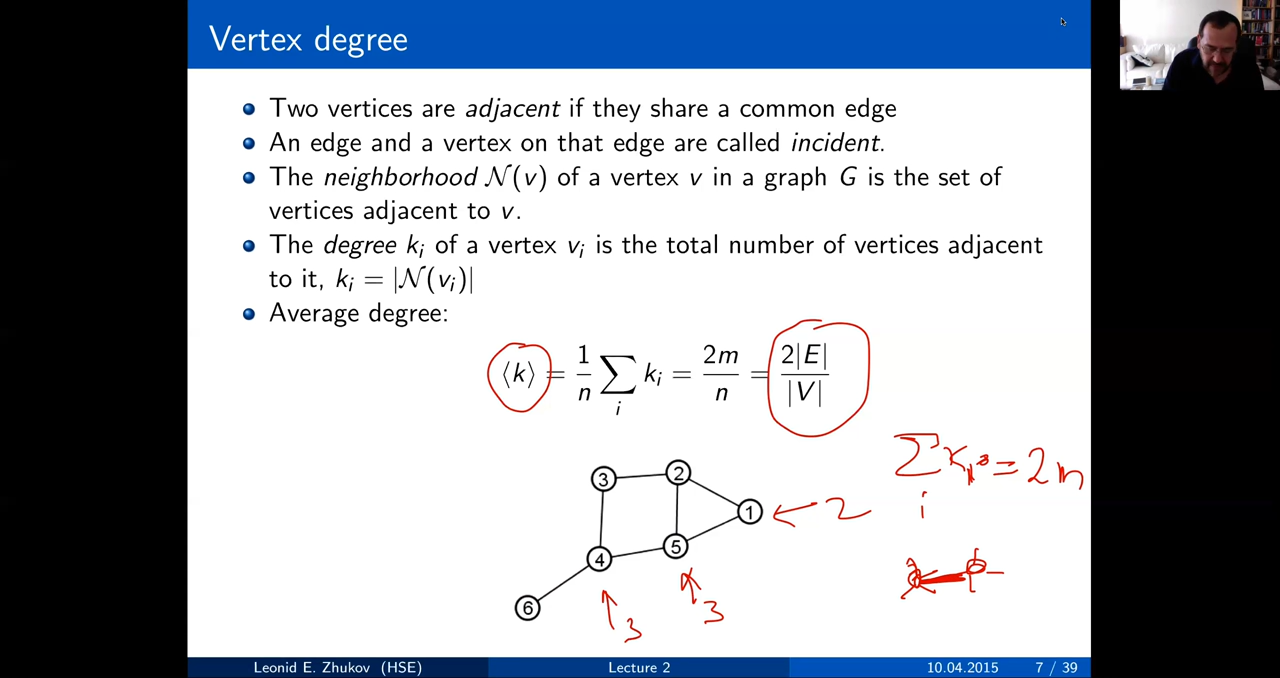 Vertex degree
Two vertices are adjacent if they share a common edge
An edge and a vertex on that edge are called incident.
The neighborhood 𝒩(v) of a vertex v in a graph G is the set of
vertices adjacent to v.
The degree kᵢ of a vertex vᵢ is the total number of vertices adjacent
to it, kᵢ = |𝒩(vᵢ)|
Average degree:
⟨k⟩ = 1/n ∑ᵢ kᵢ = 2m/n = 2|E|/|V|
∑ᵢ kᵢ = 2m
3 2
1 ← 2
5
4
6
3 3
Leonid E. Zhukov (HSE) Lecture 2 10.04.2015 7 / 39